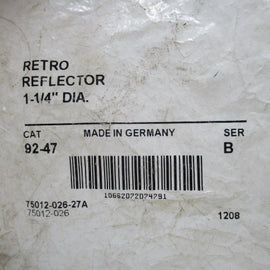 RETRO
REFLECTOR
1-1/4" DIA.
CAT MADE IN GERMANY SER
92-47 B
10662072074791
75012-026-27A
75012-026 1208